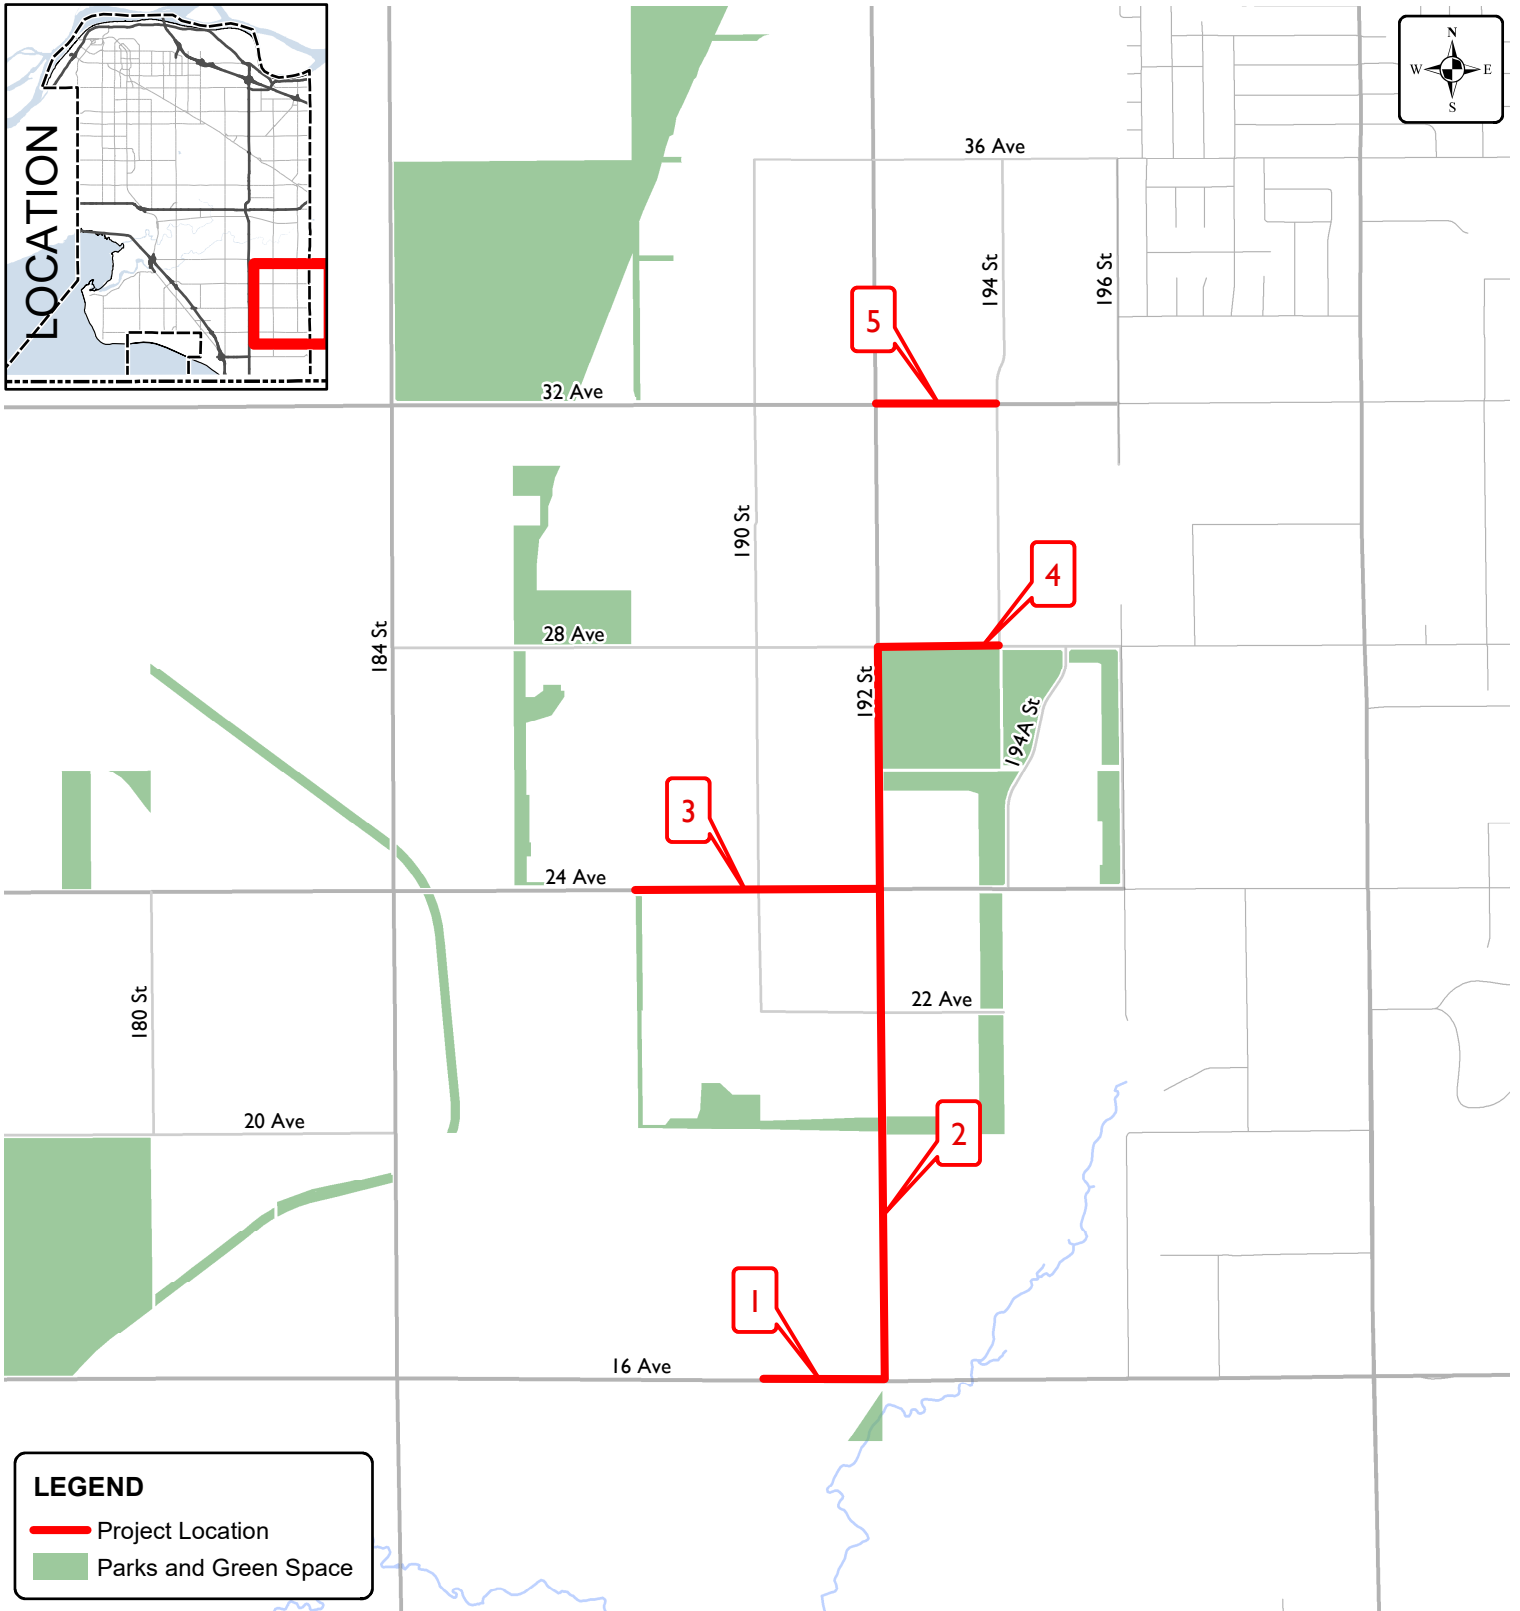 LOCATION
N
W E
S
36 Ave
194 St
196 St
5
32 Ave
190 St
4
28 Ave
184 St
192 St
194A St
3
24 Ave
180 St
22 Ave
20 Ave
2
1
16 Ave
LEGEND
Project Location
Parks and Green Space